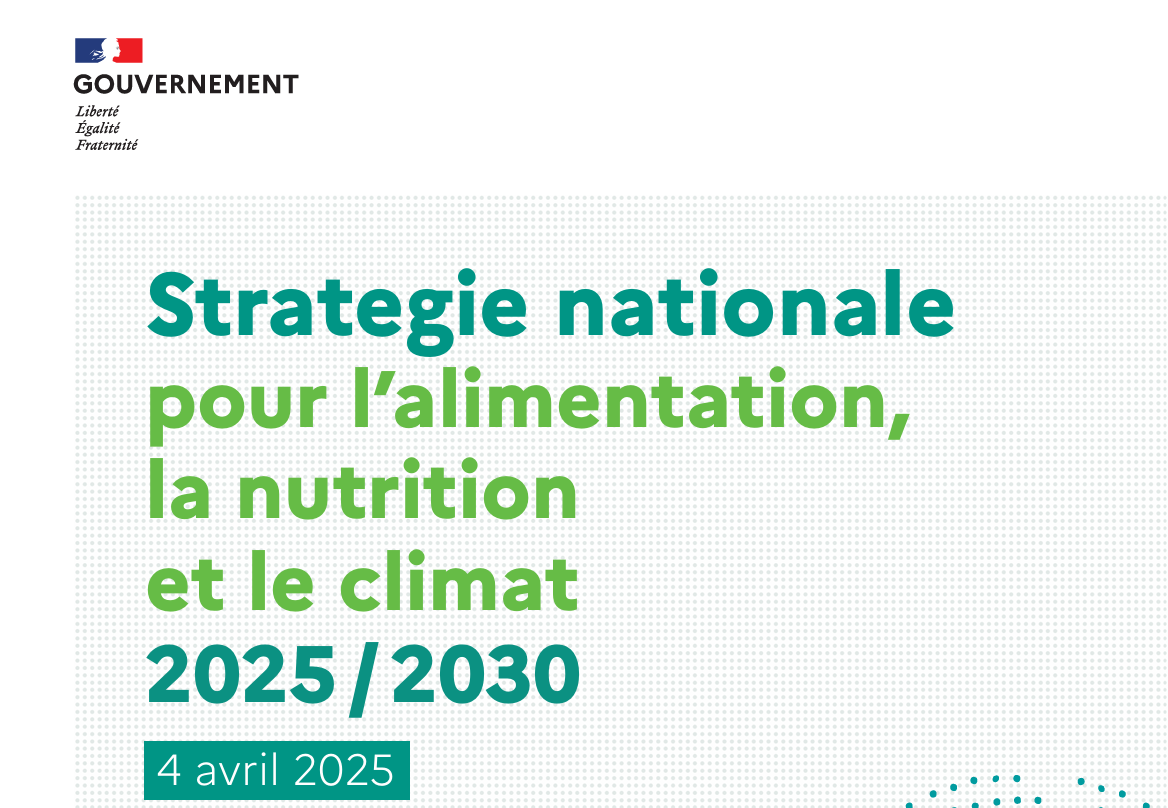 GOUVERNEMENT
Liberté
Égalité
Fraternité
Strategie nationale
pour l’alimentation,
la nutrition
et le climat
2025 / 2030
4 avril 2025